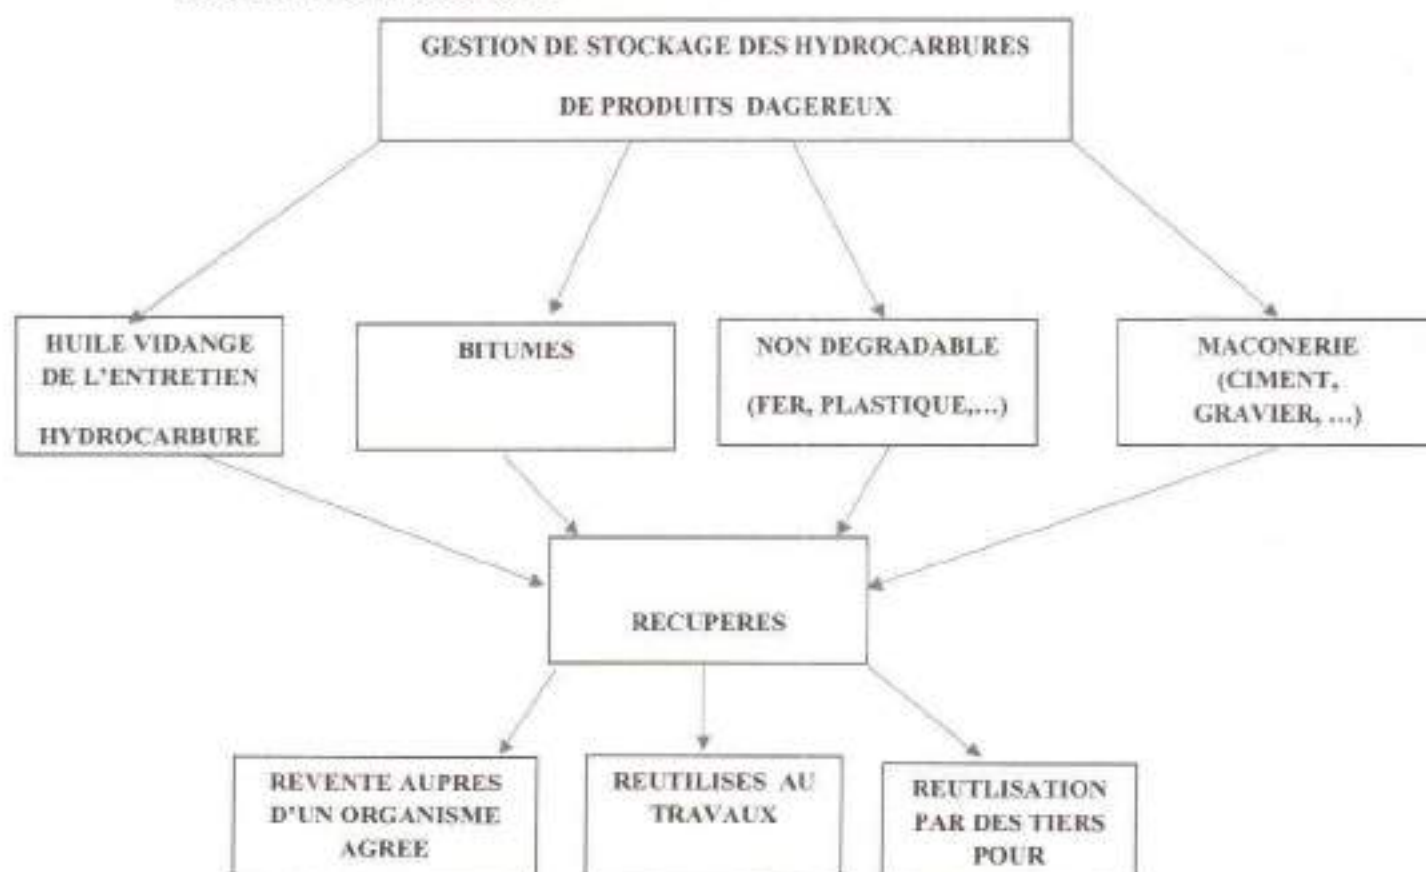 GESTION DE STOCKAGE DES HYDROCARBURES
DE PRODUITS DAGEREUX
HUILE VIDANGE
DE L'ENTRETIEN
HYDROCARBURE
BITUMES
NON DEGRADABLE
(FER, PLASTIQUE,…)
MACONERIE
(CIMENT,
GRAVIER, …)
RECUPERES
REVENTE AUPRES
D'UN ORGANISME
AGREE
REUTILISES AU
TRAVAUX
REUTLISATION
PAR DES TIERS
POUR